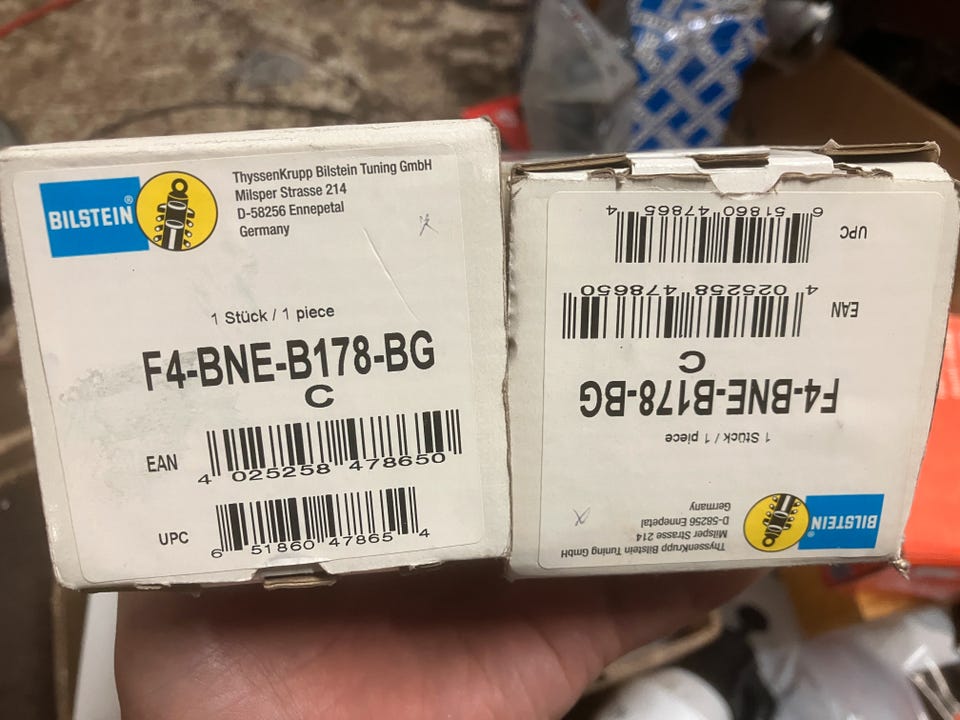 BILSTEIN®
ThyssenKrupp Bilstein Tuning GmbH
Milsper Strasse 214
D-58256 Ennepetal
Germany
1 Stück / 1 piece
F4-BNE-B178-BG
C
EAN
4 025258 478650
UPC
6 51860 47865 4
BILSTEIN®
ThyssenKrupp Bilstein Tuning GmbH
Milsper Strasse 214
D-58256 Ennepetal
Germany
1 Stück / 1 piece
F4-BNE-B178-BG
C
EAN
4 025258 478650
UPC
6 51860 47865 4